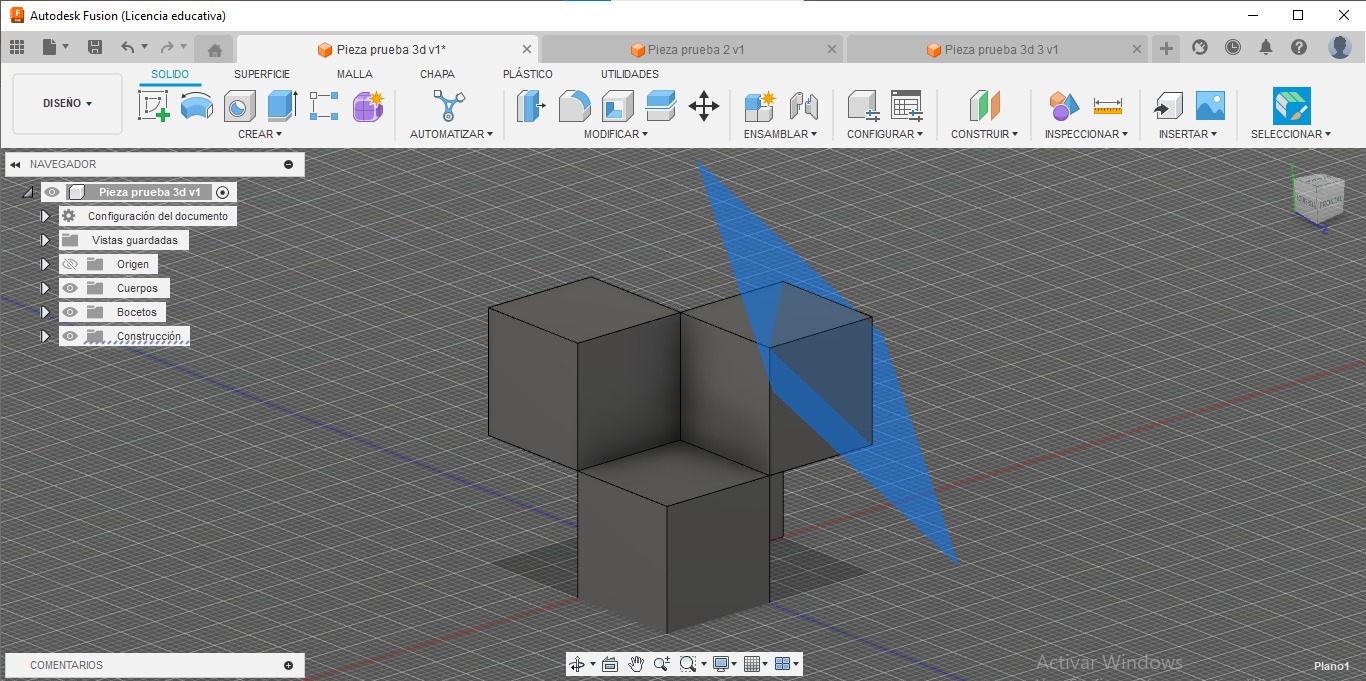 Autodesk Fusion (Licencia educativa)
Pieza prueba 3d v1*
Pieza prueba 2 v1
Pieza prueba 3d 3 v1
SOLIDO
SUPERFICIE
MALLA
CHAPA
PLÁSTICO
UTILIDADES
DISEÑO
CREAR
AUTOMATIZAR
MODIFICAR
ENSAMBLAR
CONFIGURAR
CONSTRUIR
INSPECCIONAR
INSERTAR
SELECCIONAR
NAVEGADOR
Pieza prueba 3d v1
Configuración del documento
Vistas guardadas
Origen
Cuerpos
Bocetos
Construcción
FRONTAL
Z
COMENTARIOS
Activar Windows
Plano1